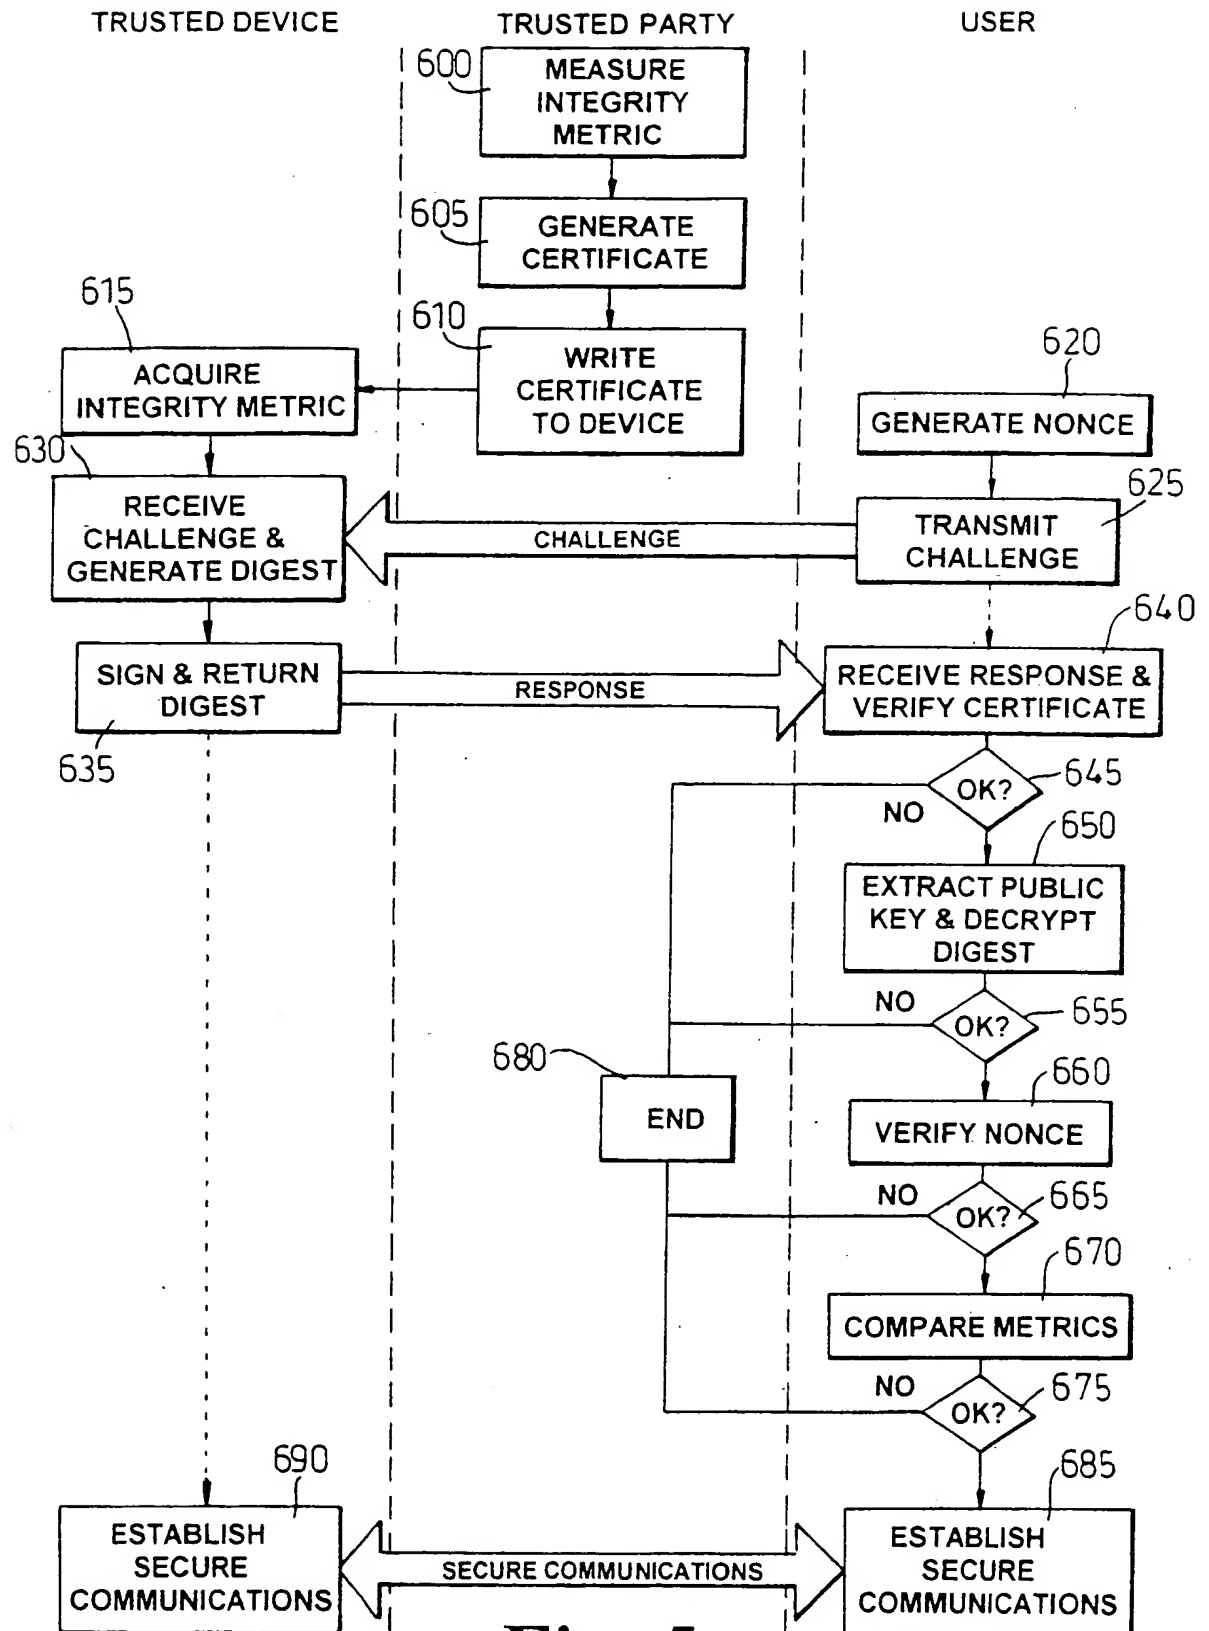 TRUSTED DEVICE
TRUSTED PARTY
USER
600
MEASURE
INTEGRITY
METRIC
605
GENERATE
CERTIFICATE
610
WRITE
CERTIFICATE
TO DEVICE
615
ACQUIRE
INTEGRITY METRIC
620
GENERATE NONCE
625
TRANSMIT
CHALLENGE
CHALLENGE
630
RECEIVE
CHALLENGE &
GENERATE DIGEST
SIGN & RETURN
DIGEST
635
RESPONSE
640
RECEIVE RESPONSE &
VERIFY CERTIFICATE
OK?
645
NO
650
EXTRACT PUBLIC
KEY & DECRYPT
DIGEST
NO
OK?
655
680
END
660
VERIFY NONCE
NO
OK?
665
670
COMPARE METRICS
NO
OK?
675
690
ESTABLISH
SECURE
COMMUNICATIONS
SECURE COMMUNICATIONS
685
ESTABLISH
SECURE
COMMUNICATIONS